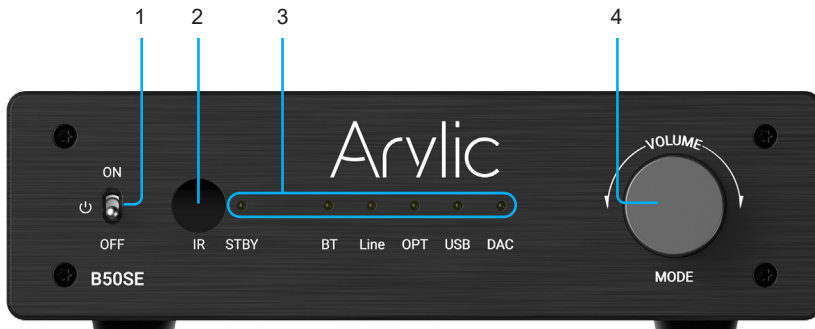 1 2 3 4
Arylic
VOLUME
ON
OFF
IR STBY BT Line OPT USB DAC
B50SE
MODE